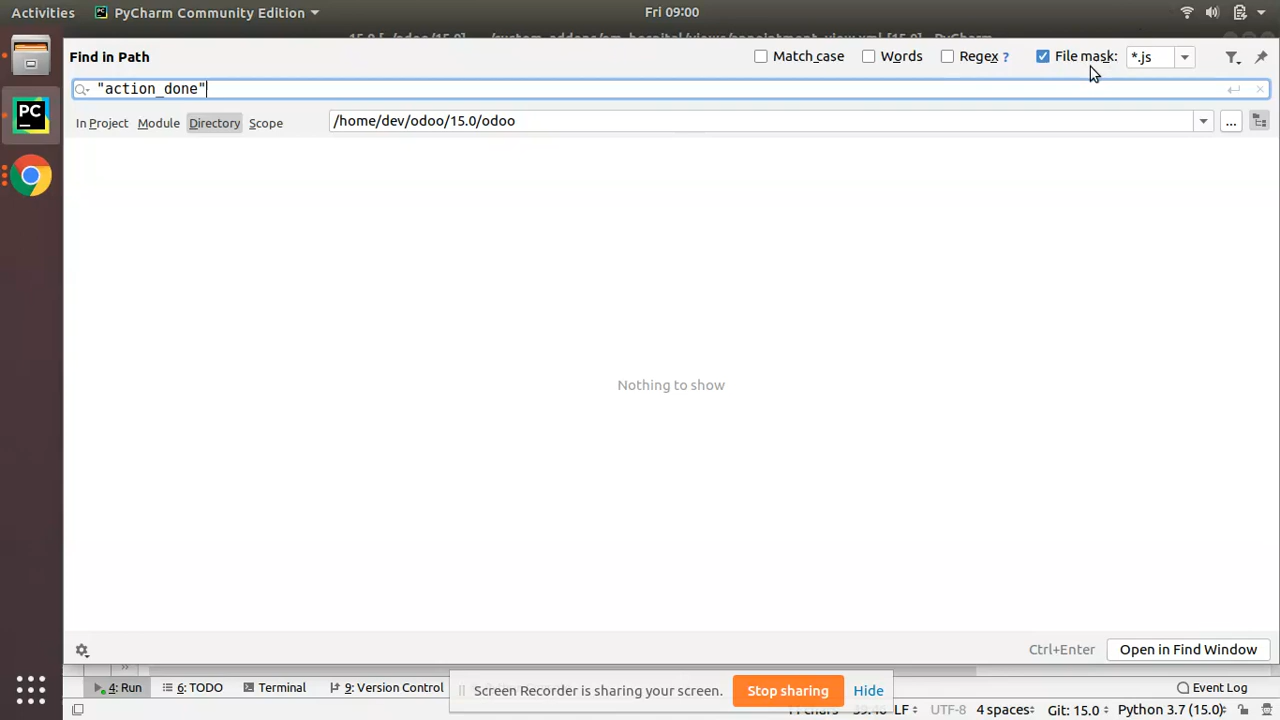 Activities PyCharm Community Edition Fri 09:00
Find in Path Match case Words Regex ? File mask: *.js
"action_done"
In Project Module Directory Scope /home/dev/odoo/15.0/odoo ...
Nothing to show
Ctrl+Enter Open in Find Window
4: Run 6: TODO Terminal 9: Version Control Event Log
Screen Recorder is sharing your screen. Stop sharing Hide
LF UTF-8 4 spaces Git: 15.0 Python 3.7 (15.0)